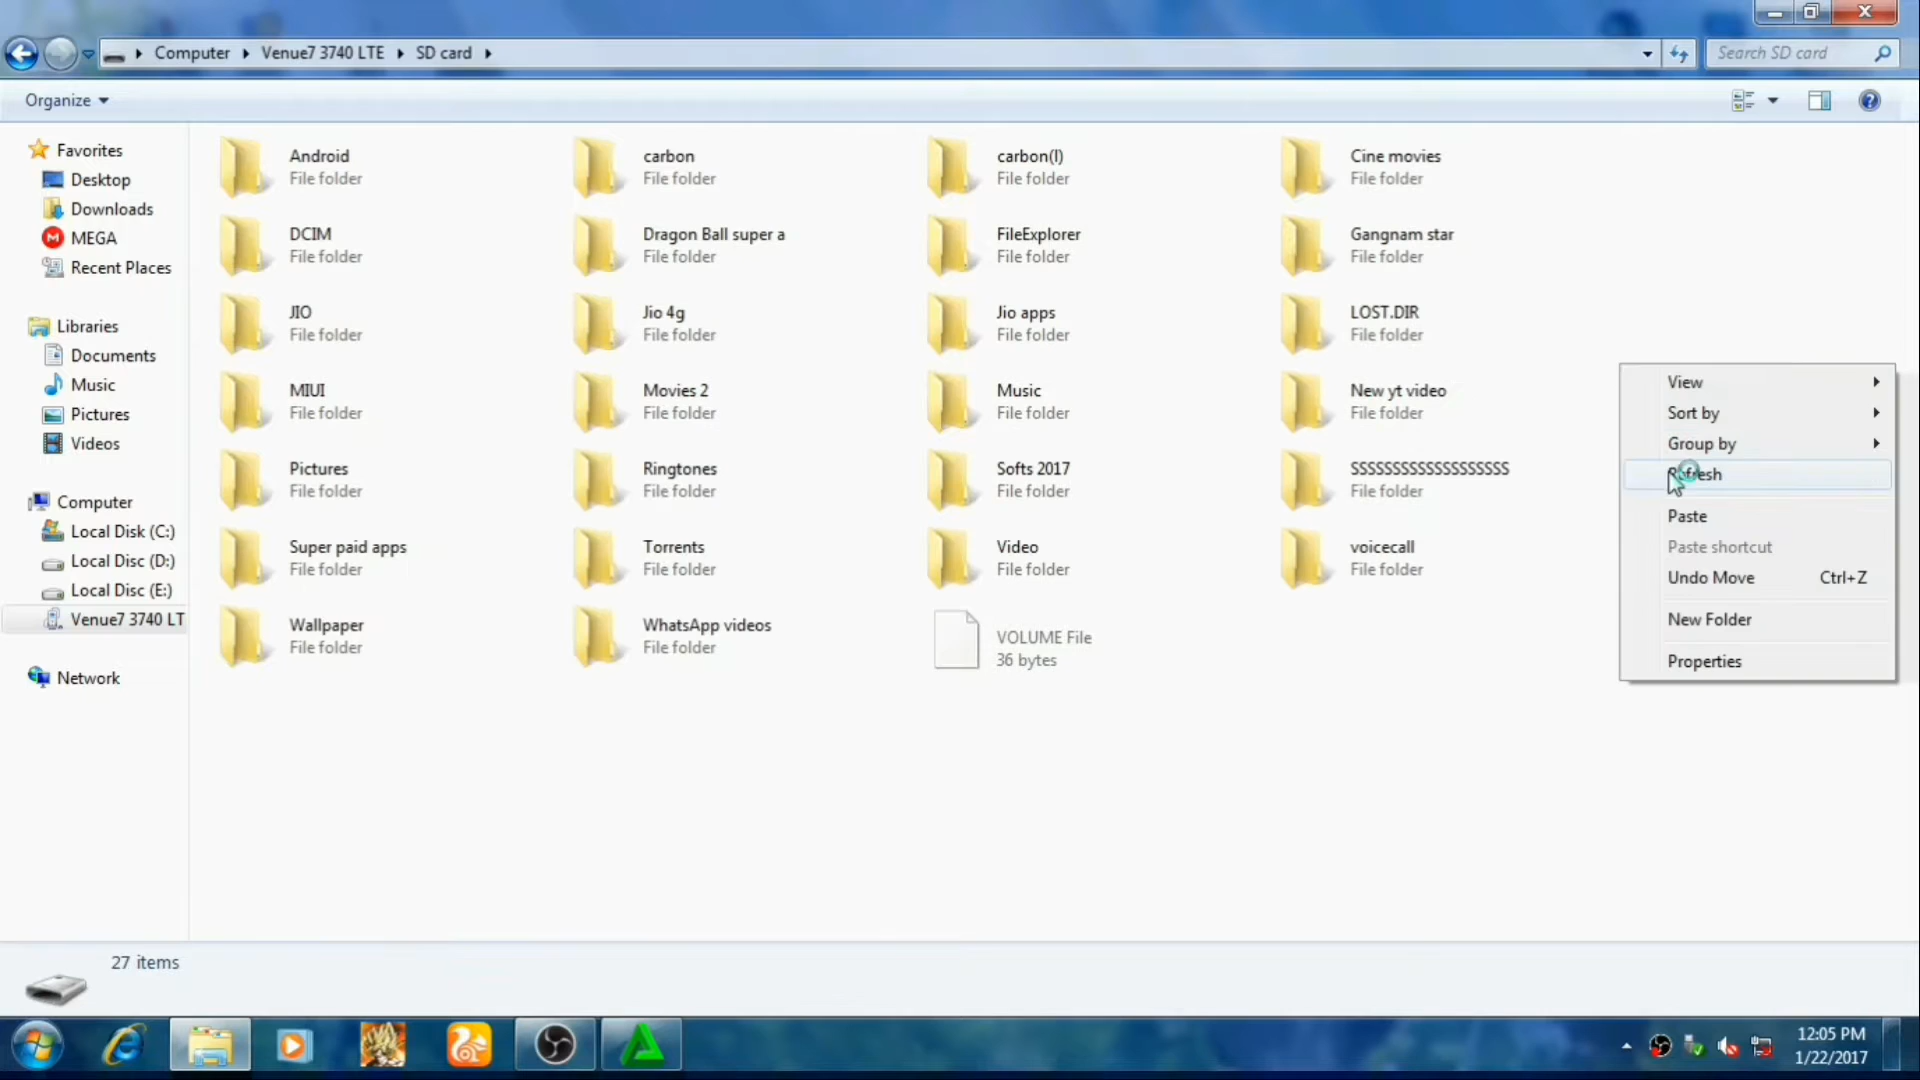 Computer Venue7 3740 LTE SD card
Search SD card
Organize
Favorites
Desktop
Downloads
MEGA
Recent Places
Libraries
Documents
Music
Pictures
Videos
Computer
Local Disk (C:)
Local Disc (D:)
Local Disc (E:)
Venue7 3740 LT
Network
Android
File folder
carbon
File folder
carbon(I)
File folder
Cine movies
File folder
DCIM
File folder
Dragon Ball super a
File folder
FileExplorer
File folder
Gangnam star
File folder
JIO
File folder
Jio 4g
File folder
Jio apps
File folder
LOST.DIR
File folder
MIUI
File folder
Movies 2
File folder
Music
File folder
New yt video
File folder
Pictures
File folder
Ringtones
File folder
Softs 2017
File folder
SSSSSSSSSSSSSSSSSSS
File folder
Super paid apps
File folder
Torrents
File folder
Video
File folder
voicecall
File folder
Wallpaper
File folder
WhatsApp videos
File folder
VOLUME File
36 bytes
View
Sort by
Group by
Refresh
Paste
Paste shortcut
Undo Move Ctrl+Z
New Folder
Properties
27 items
12:05 PM
1/22/2017